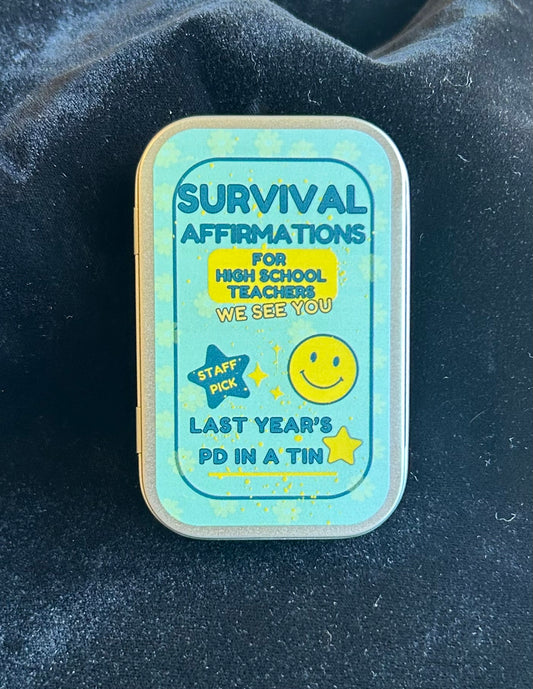 SURVIVAL
AFFIRMATIONS
FOR
HIGH SCHOOL
TEACHERS
WE SEE YOU
STAFF
PICK
LAST YEAR'S
PD IN A TIN